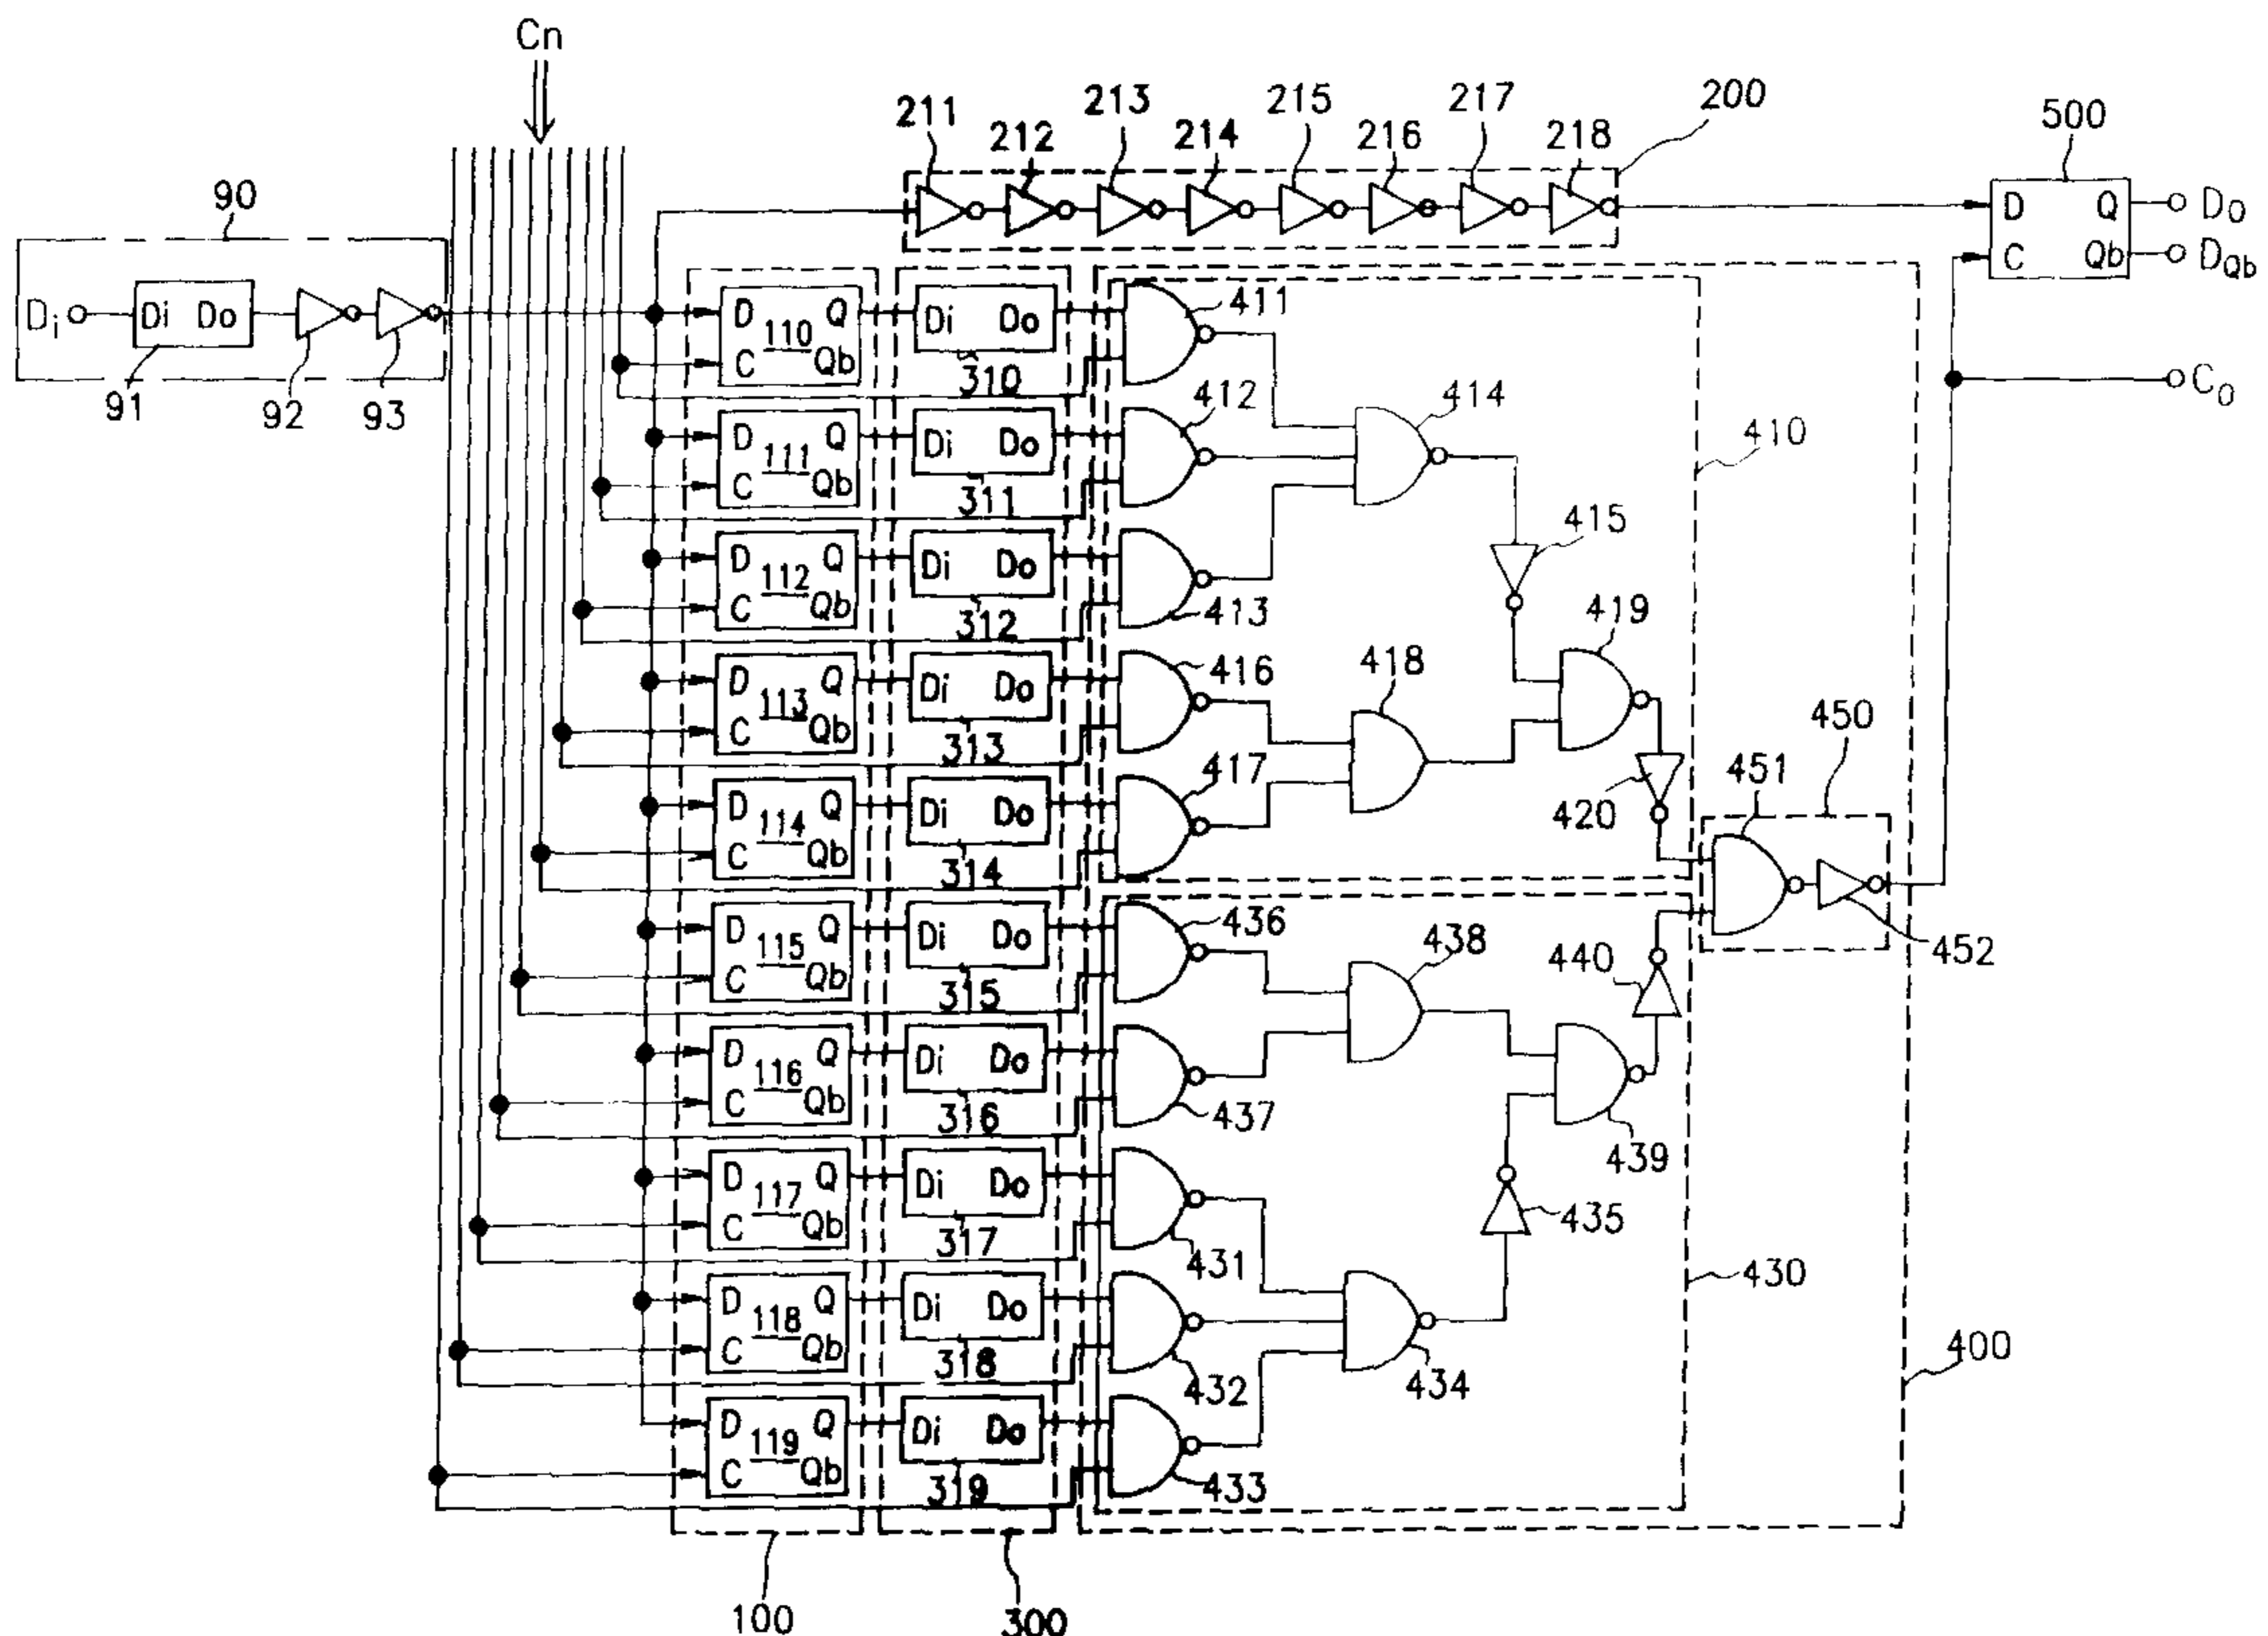 Cn
211
212
213
214
215
216
217
218
200
500
D Q
C Qb
Do
DQb
Co
90
Di
Di Do
91
92
93
D Q
110
C Qb
Di Do
310
411
D Q
111
C Qb
Di Do
311
412
414
410
D Q
112
C Qb
Di Do
312
413
415
419
D Q
113
C Qb
Di Do
313
416
418
D Q
114
C Qb
Di Do
314
417
420
451
450
452
D Q
115
C Qb
Di Do
315
436
438
440
D Q
116
C Qb
Di Do
316
437
439
D Q
117
C Qb
Di Do
317
431
435
430
D Q
118
C Qb
Di Do
318
432
434
400
D Q
119
C Qb
Di Do
319
433
100
300